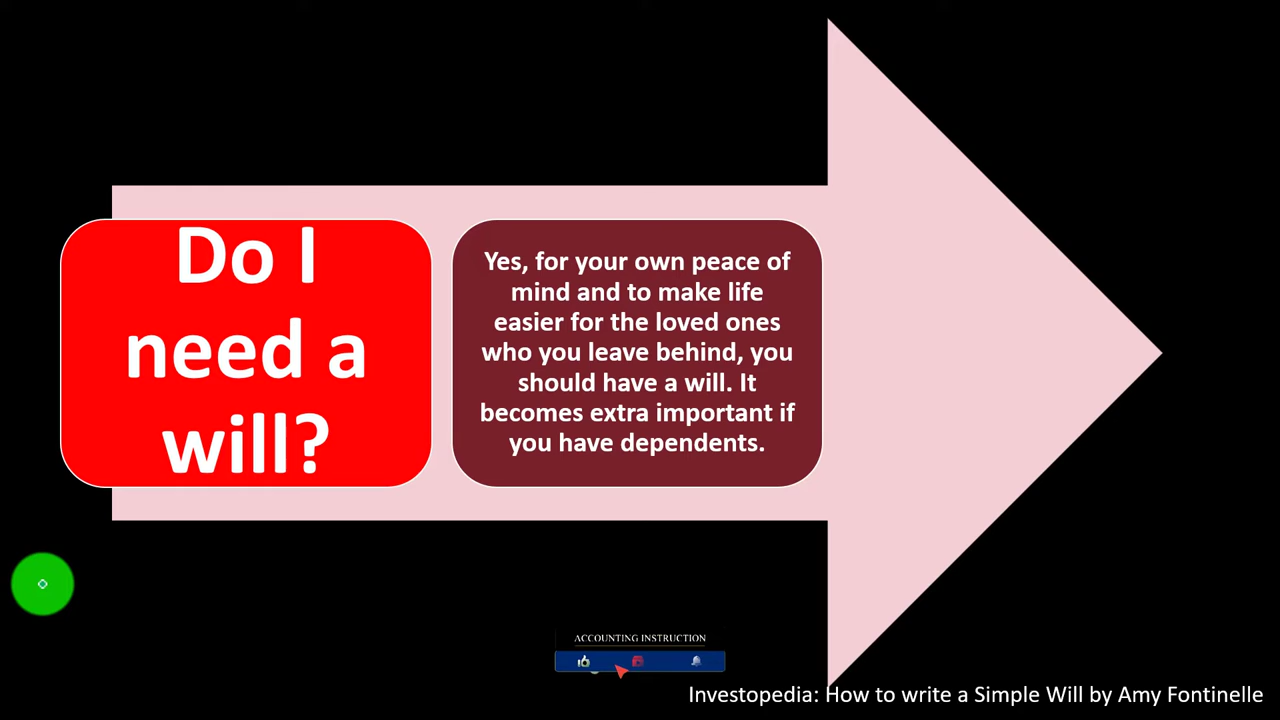 Do I
need a
will?
Yes, for your own peace of
mind and to make life
easier for the loved ones
who you leave behind, you
should have a will. It
becomes extra important if
you have dependents.
ACCOUNTING INSTRUCTION
Investopedia: How to write a Simple Will by Amy Fontinelle